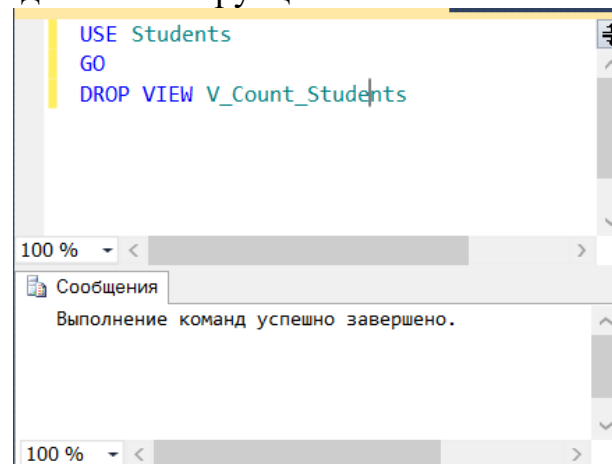 USE Students
GO
DROP VIEW V_Count_Students
100 %
Сообщения
Выполнение команд успешно завершено.
100 %